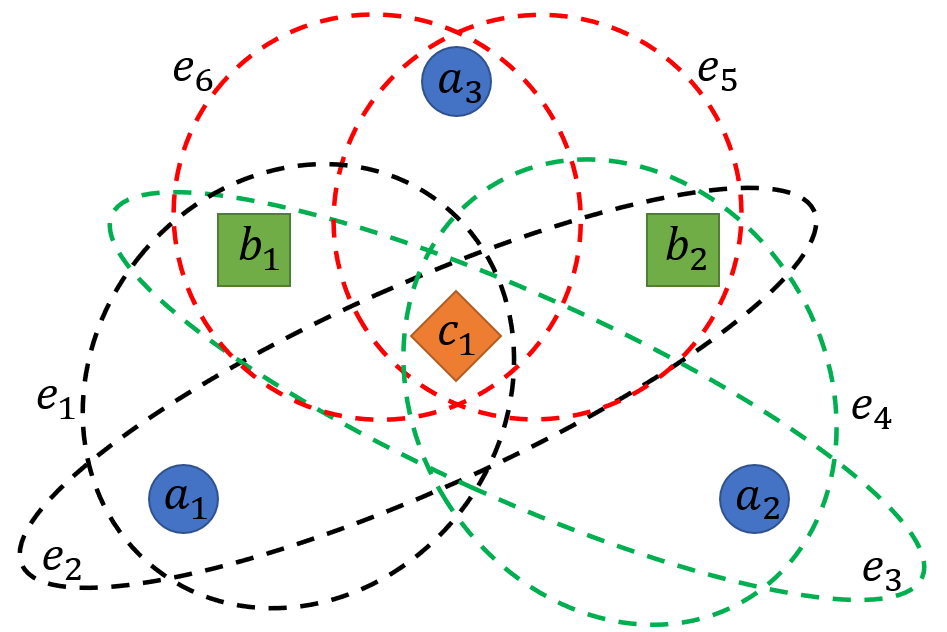 e₆
a₃
e₅
b₁
b₂
c₁
e₁
e₄
a₁
a₂
e₂
e₃